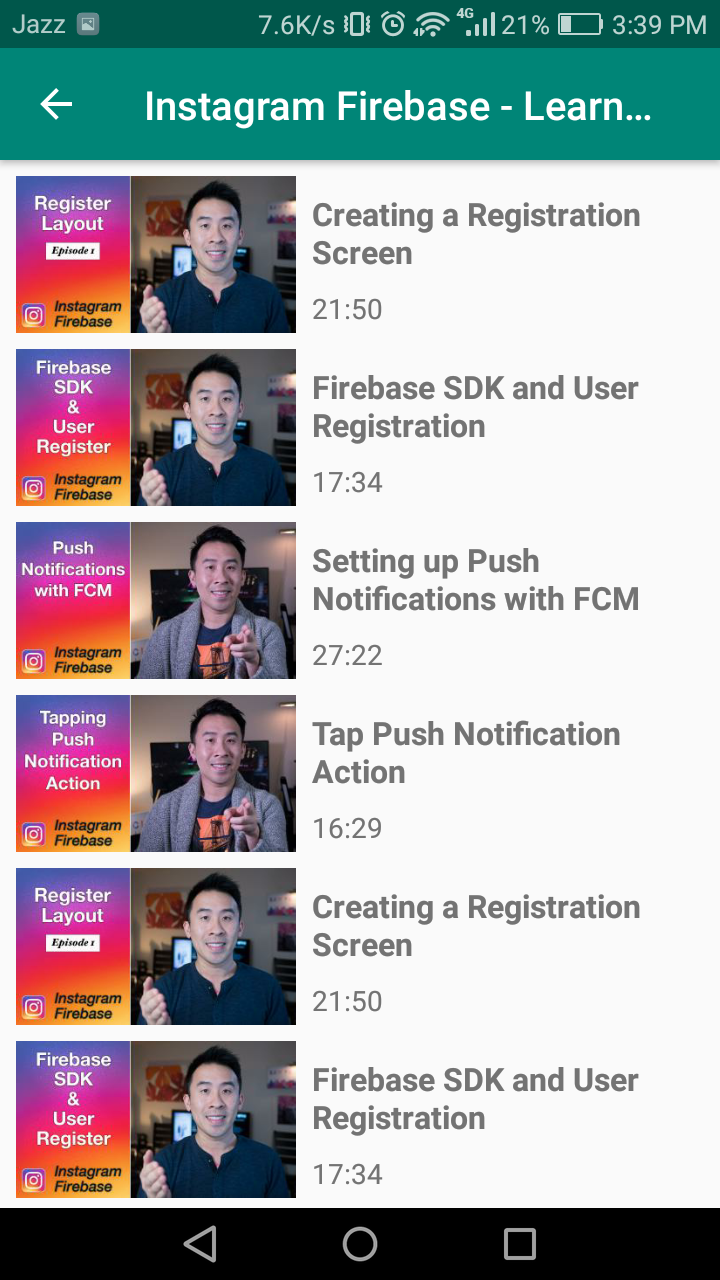 Jazz 7.6K/s 4G 21% 3:39 PM
Instagram Firebase - Learn...
Register
Layout
Episode 1
Instagram
Firebase
Creating a Registration
Screen
21:50
Firebase
SDK
&
User
Register
Instagram
Firebase
Firebase SDK and User
Registration
17:34
Push
Notifications
with FCM
Instagram
Firebase
Setting up Push
Notifications with FCM
27:22
Tapping
Push
Notification
Action
Instagram
Firebase
Tap Push Notification
Action
16:29
Register
Layout
Episode 1
Instagram
Firebase
Creating a Registration
Screen
21:50
Firebase
SDK
&
User
Register
Instagram
Firebase
Firebase SDK and User
Registration
17:34